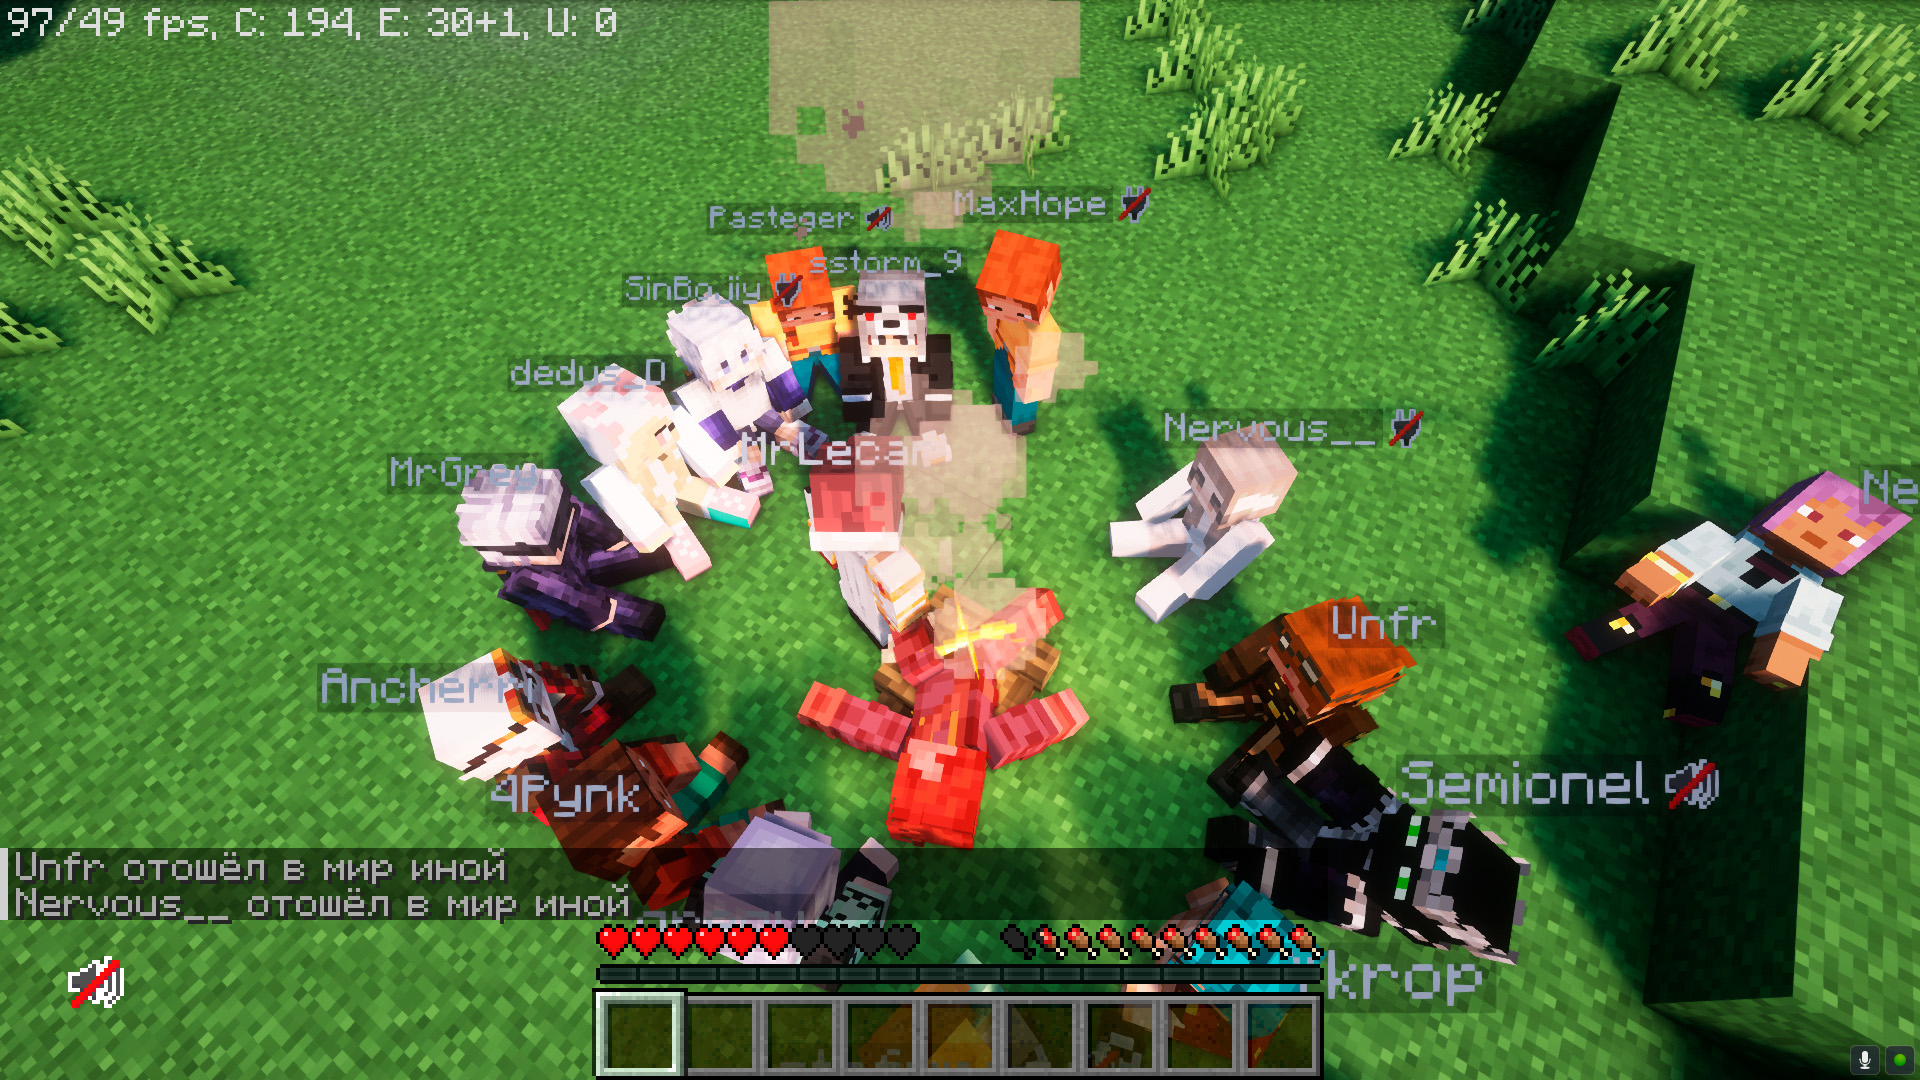 97/49 fps, C: 194, E: 30+1, U: 0
MaxHope
Pasteger
sstorm_9
dedus_D
Nervous__
MrLecam
MrGrey
Ne
Unfr
Semionel
4Pynk
Unfr отошёл в мир иной
Nervous__ отошёл в мир иной
krop